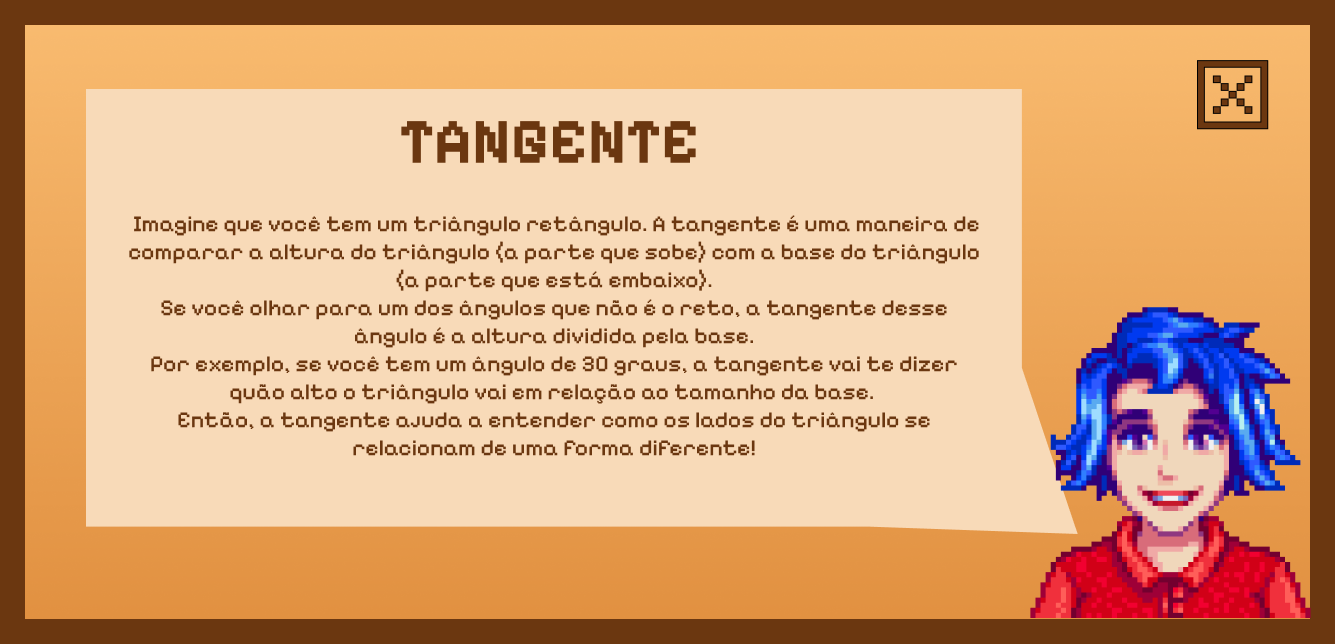 TANGENTE
Imagine que você tem um triângulo retângulo. A tangente é uma maneira de
comparar a altura do triângulo (a parte que sobe) com a base do triângulo
(a parte que está embaixo).
Se você olhar para um dos ângulos que não é o reto, a tangente desse
ângulo é a altura dividida pela base.
Por exemplo, se você tem um ângulo de 30 graus, a tangente vai te dizer
quão alto o triângulo vai em relação ao tamanho da base.
Então, a tangente ajuda a entender como os lados do triângulo se
relacionam de uma forma diferente!